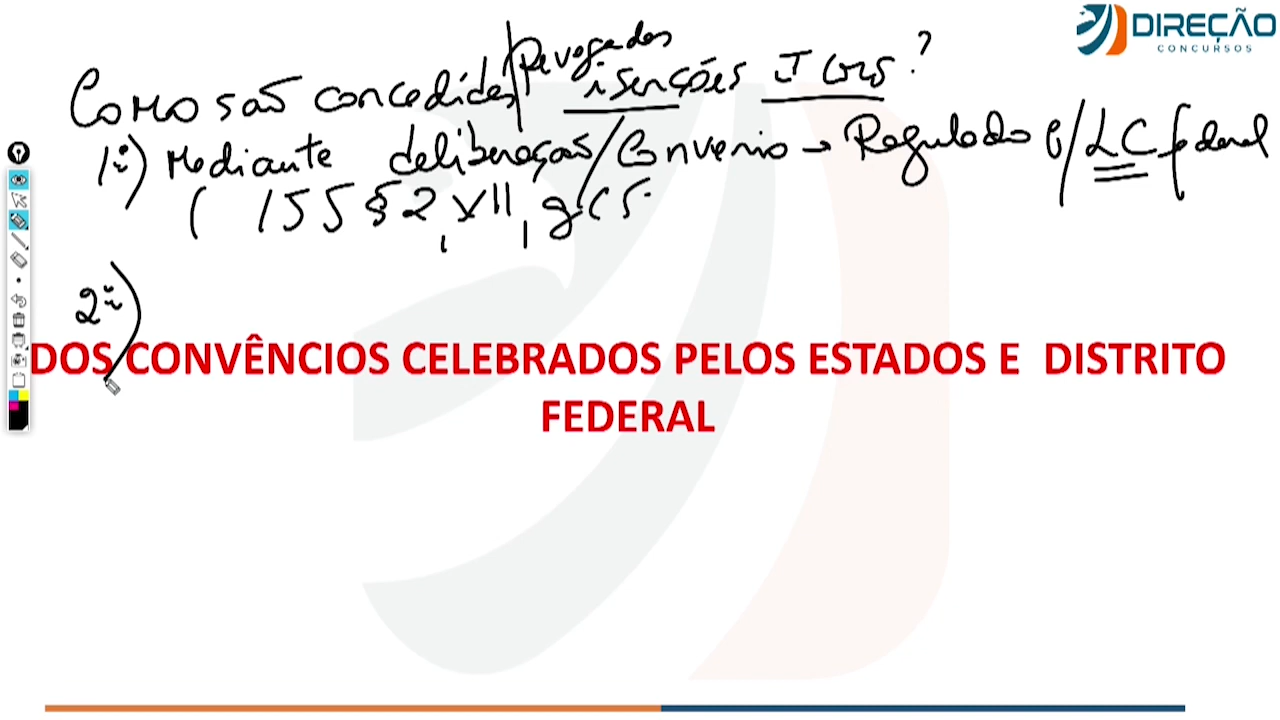 DIREÇÃO
CONCURSOS
Como são concedidas/Revogadas isenções ICMS?
1º) Mediante deliberação/Convenio → Regulado p/ LC federal
( 155 § 2, XII, g CF
2º)
DOS CONVÊNCIOS CELEBRADOS PELOS ESTADOS E DISTRITO
FEDERAL